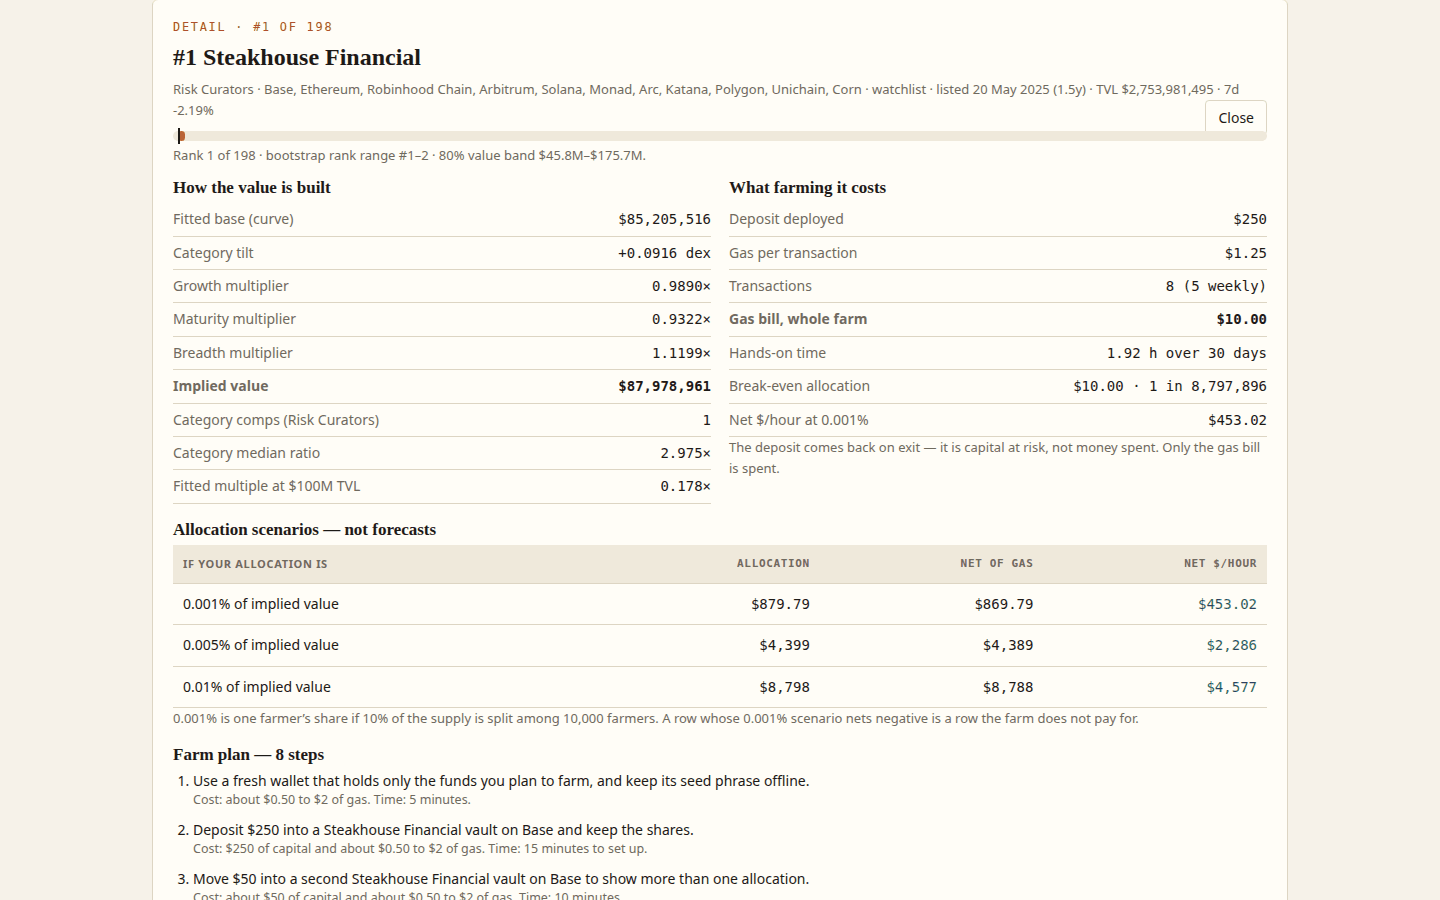 DETAIL · #1 OF 198
#1 Steakhouse Financial
Risk Curators · Base, Ethereum, Robinhood Chain, Arbitrum, Solana, Monad, Arc, Katana, Polygon, Unichain, Corn · watchlist · listed 20 May 2025 (1.5y) · TVL $2,753,981,495 · 7d
-2.19%
Close
Rank 1 of 198 · bootstrap rank range #1–2 · 80% value band $45.8M–$175.7M.
How the value is built
Fitted base (curve) $85,205,516
Category tilt +0.0916 dex
Growth multiplier 0.9890×
Maturity multiplier 0.9322×
Breadth multiplier 1.1199×
Implied value $87,978,961
Category comps (Risk Curators) 1
Category median ratio 2.975×
Fitted multiple at $100M TVL 0.178×
What farming it costs
Deposit deployed $250
Gas per transaction $1.25
Transactions 8 (5 weekly)
Gas bill, whole farm $10.00
Hands-on time 1.92 h over 30 days
Break-even allocation $10.00 · 1 in 8,797,896
Net $/hour at 0.001% $453.02
The deposit comes back on exit — it is capital at risk, not money spent. Only the gas bill
is spent.
Allocation scenarios — not forecasts
IF YOUR ALLOCATION IS ALLOCATION NET OF GAS NET $/HOUR
0.001% of implied value $879.79 $869.79 $453.02
0.005% of implied value $4,399 $4,389 $2,286
0.01% of implied value $8,798 $8,788 $4,577
0.001% is one farmer’s share if 10% of the supply is split among 10,000 farmers. A row whose 0.001% scenario nets negative is a row the farm does not pay for.
Farm plan — 8 steps
1. Use a fresh wallet that holds only the funds you plan to farm, and keep its seed phrase offline.
Cost: about $0.50 to $2 of gas. Time: 5 minutes.
2. Deposit $250 into a Steakhouse Financial vault on Base and keep the shares.
Cost: $250 of capital and about $0.50 to $2 of gas. Time: 15 minutes to set up.
3. Move $50 into a second Steakhouse Financial vault on Base to show more than one allocation.
Cost: about $50 of capital and about $0.50 to $2 of gas. Time: 10 minutes.